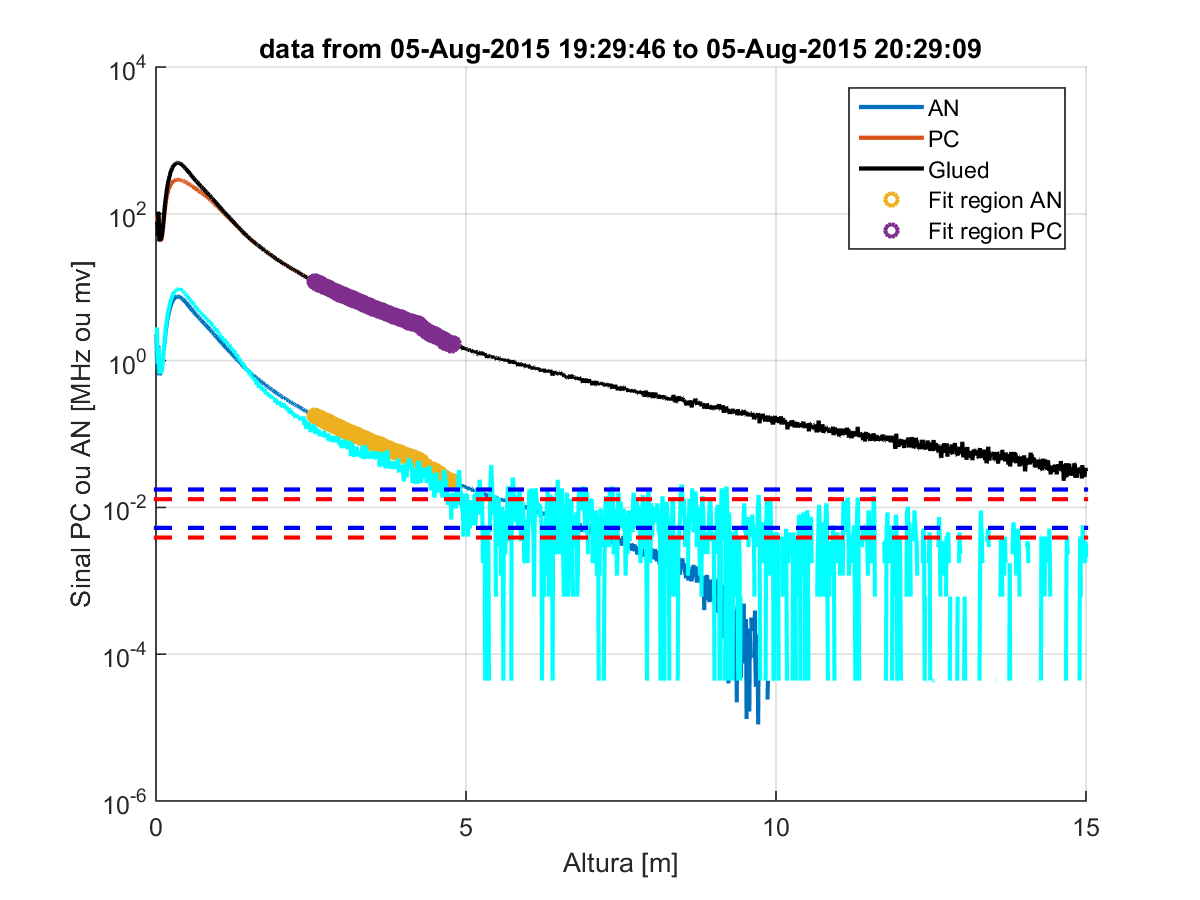 data from 05-Aug-2015 19:29:46 to 05-Aug-2015 20:29:09
10^4
10^2
10^0
10^-2
10^-4
10^-6
Sinal PC ou AN [MHz ou mv]
AN
PC
Glued
Fit region AN
Fit region PC
0 5 10 15
Altura [m]